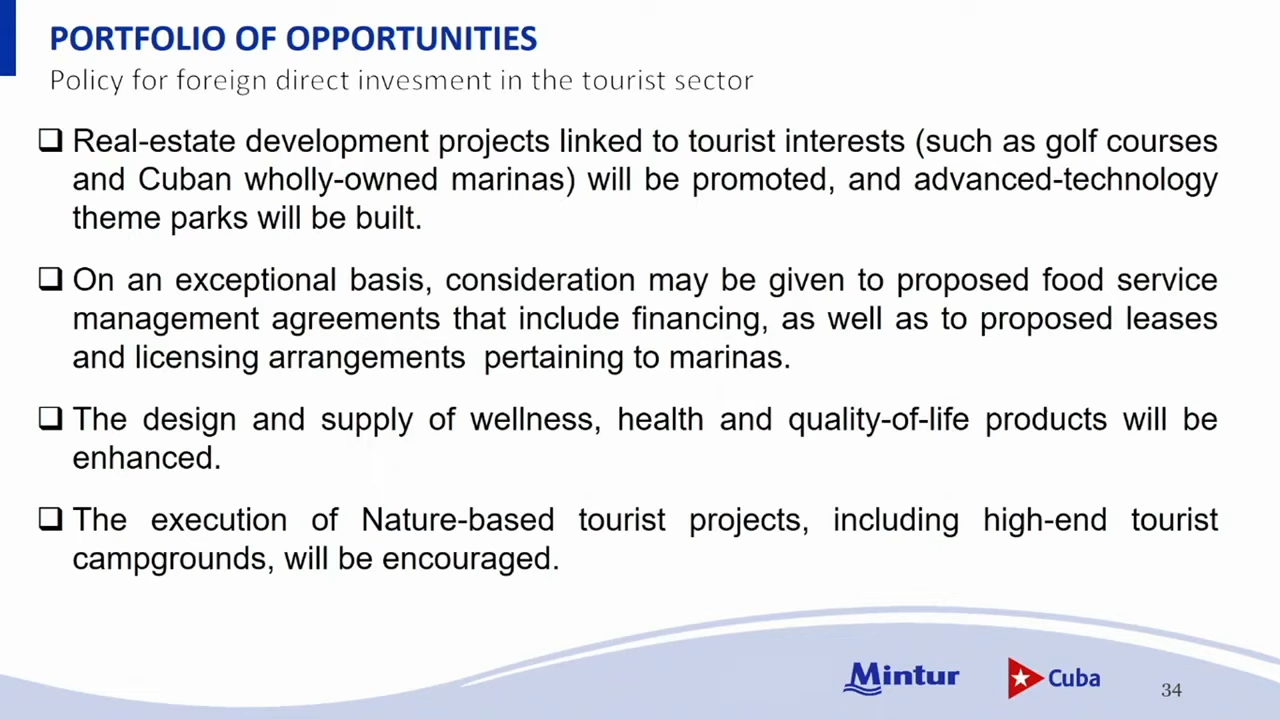 PORTFOLIO OF OPPORTUNITIES
Policy for foreign direct invesment in the tourist sector
Real-estate development projects linked to tourist interests (such as golf courses
and Cuban wholly-owned marinas) will be promoted, and advanced-technology
theme parks will be built.
On an exceptional basis, consideration may be given to proposed food service
management agreements that include financing, as well as to proposed leases
and licensing arrangements pertaining to marinas.
The design and supply of wellness, health and quality-of-life products will be
enhanced.
The execution of Nature-based tourist projects, including high-end tourist
campgrounds, will be encouraged.
Mintur
Cuba
34